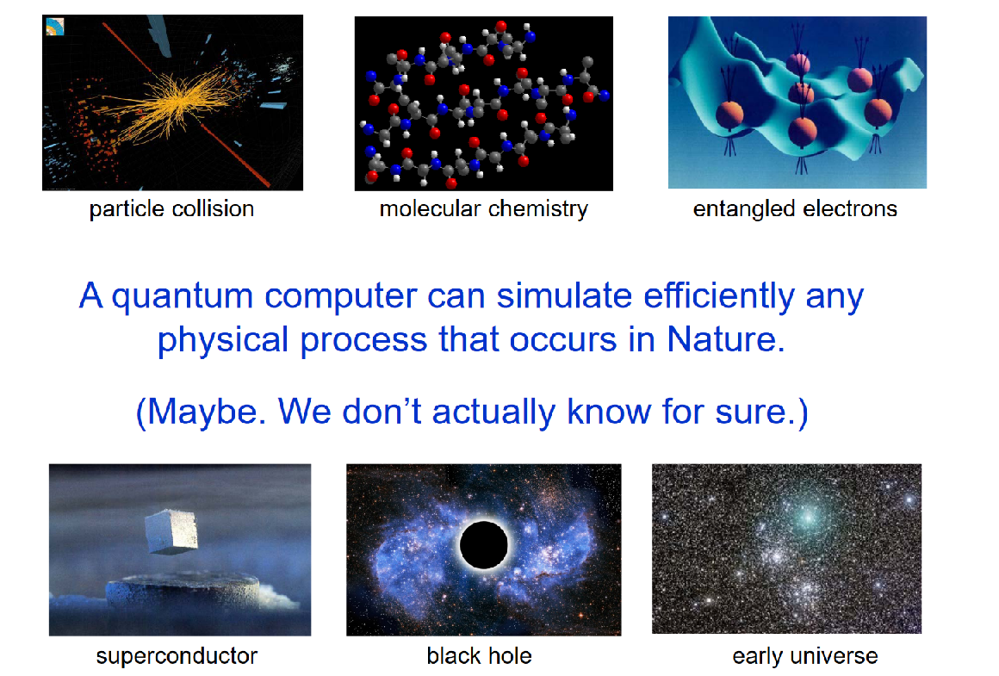 particle collision
molecular chemistry
entangled electrons
A quantum computer can simulate efficiently any
physical process that occurs in Nature.
(Maybe. We don’t actually know for sure.)
superconductor
black hole
early universe